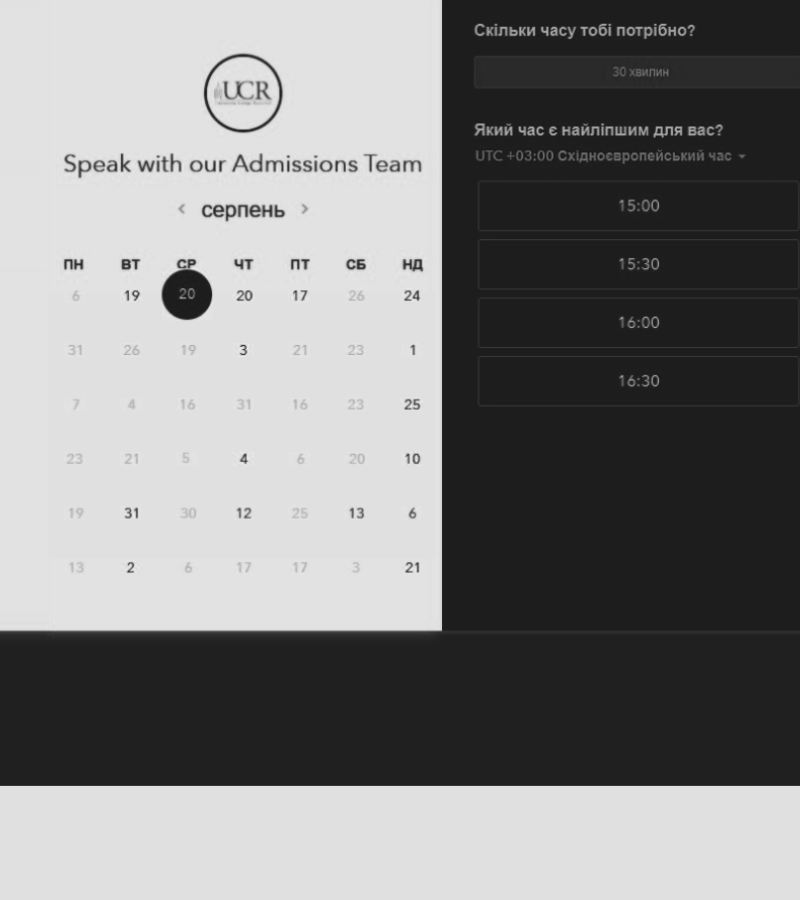 UCR
Speak with our Admissions Team
серпень
ПН ВТ СР ЧТ ПТ СБ НД
6 19 20 20 17 26 24
31 26 19 3 21 23 1
7 4 16 31 16 23 25
23 21 5 4 6 20 10
19 31 30 12 25 13 6
13 2 6 17 17 3 21
Скільки часу тобі потрібно?
30 хвилин
Який час є найліпшим для вас?
UTC +03:00 Східноєвропейський час
15:00
15:30
16:00
16:30